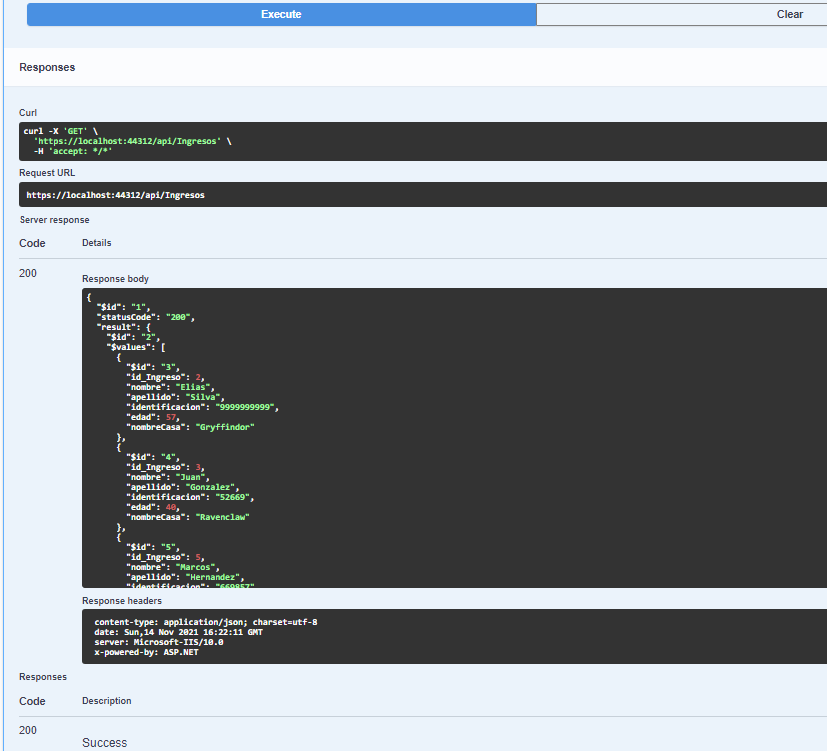 Execute
Clear
Responses
Curl
curl -X 'GET' \
'https://localhost:44312/api/Ingresos' \
-H 'accept: */*'
Request URL
https://localhost:44312/api/Ingresos
Server response
Code Details
200
Response body
{
"$id": "1",
"statusCode": "200",
"result": {
"$id": "2",
"$values": [
{
"$id": "3",
"id_Ingreso": 2,
"nombre": "Elias",
"apellido": "Silva",
"identificacion": "9999999999",
"edad": 57,
"nombreCasa": "Gryffindor"
},
{
"$id": "4",
"id_Ingreso": 3,
"nombre": "Juan",
"apellido": "Gonzalez",
"identificacion": "52669",
"edad": 40,
"nombreCasa": "Ravenclaw"
},
{
"$id": "5",
"id_Ingreso": 5,
"nombre": "Marcos",
"apellido": "Hernandez",
"identificacion": "669857"
Response headers
content-type: application/json; charset=utf-8
date: Sun,14 Nov 2021 16:22:11 GMT
server: Microsoft-IIS/10.0
x-powered-by: ASP.NET
Responses
Code Description
200
Success